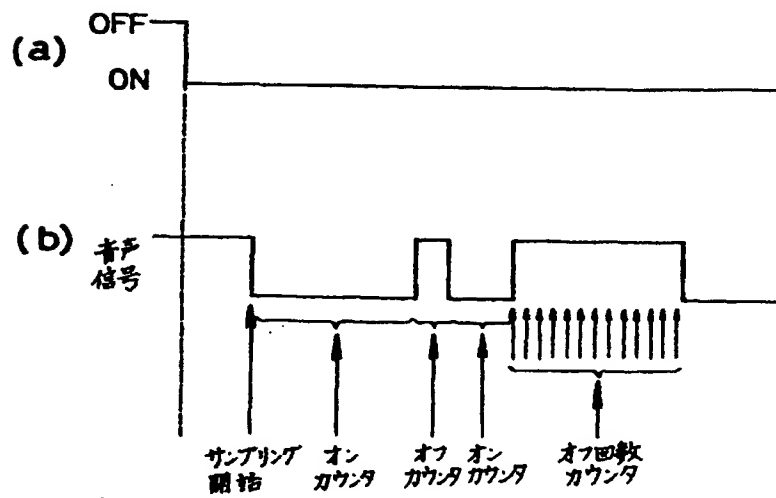 OFF
(a)
ON
(b)
音声
信号
サンプリング
開始
オン
カウンタ
オフ
カウンタ
オン
カウンタ
オフ回数
カウンタ